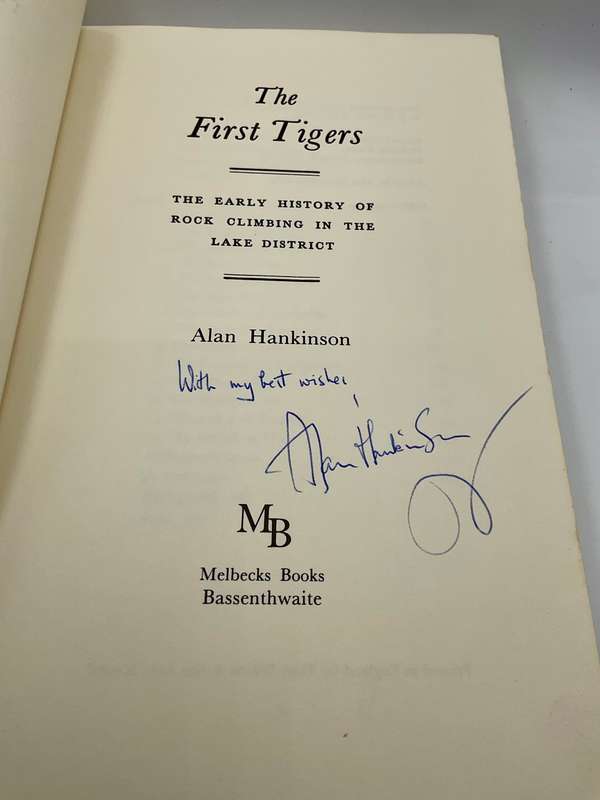 The
First Tigers
THE EARLY HISTORY OF
ROCK CLIMBING IN THE
LAKE DISTRICT
Alan Hankinson
With my best wishes,
Alan Hankinson
MB
Melbecks Books
Bassenthwaite